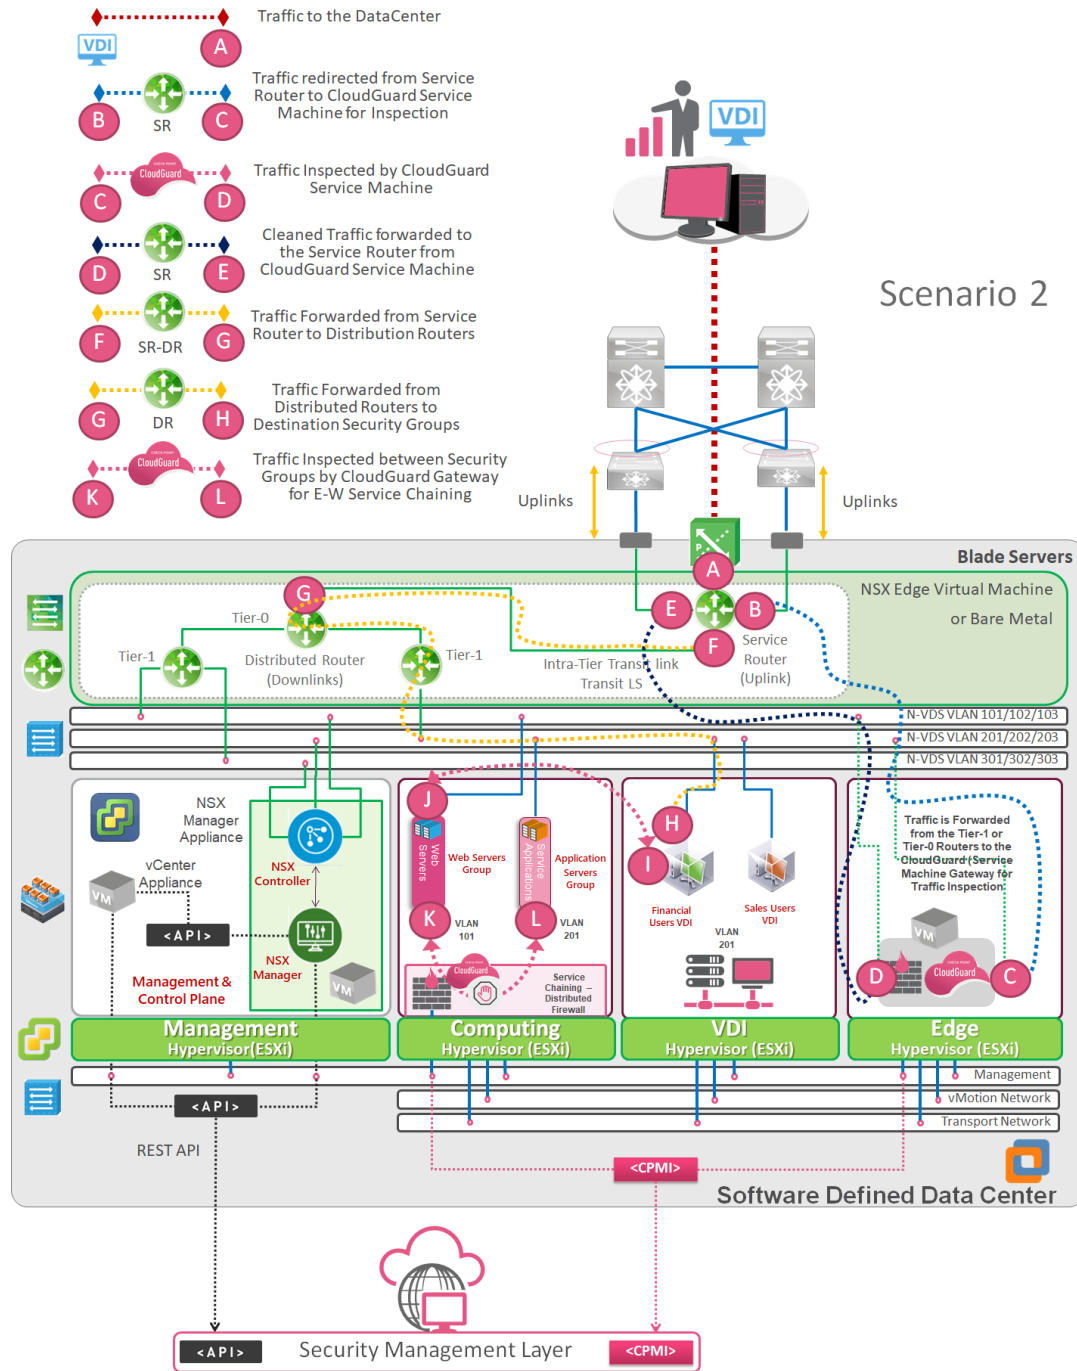 Traffic to the DataCenter
VDI
A
Traffic redirected from Service
Router to CloudGuard Service
Machine for Inspection
B
SR
C
CHECK POINT
CloudGuard
Traffic Inspected by CloudGuard
Service Machine
C
D
Cleaned Traffic forwarded to
the Service Router from
CloudGuard Service Machine
D
SR
E
Traffic Forwarded from Service
Router to Distribution Routers
F
SR-DR
G
Traffic Forwarded from
Distributed Routers to
Destination Security Groups
G
DR
H
CHECK POINT
CloudGuard
Traffic Inspected between Security
Groups by CloudGuard Gateway
for E-W Service Chaining
K
L
VDI
Scenario 2
Uplinks
Uplinks
Blade Servers
NSX Edge Virtual Machine
or Bare Metal
P
A
G
E
B
F
Tier-0
Tier-1
Tier-1
Distributed Router
(Downlinks)
Intra-Tier Transit link
Transit LS
Service
Router
(Uplink)
N-VDS VLAN 101/102/103
N-VDS VLAN 201/202/203
N-VDS VLAN 301/302/303
NSX
Manager
Appliance
vCenter
Appliance
VM
<API>
NSX
Controller
NSX
Manager
VM
Management &
Control Plane
J
Web
Servers
Web Servers
Group
Service
Applications
Application
Servers Group
K
VLAN
101
L
VLAN
201
CHECK POINT
CloudGuard
Service
Chaining –
Distributed
Firewall
H
I
Financial
Users VDI
Sales Users
VDI
VLAN
201
Traffic is Forwarded
from the Tier-1 or
Tier-0 Routers to the
CloudGuard (Service
Machine Gateway for
Traffic Inspection
VM
D
CHECK POINT
CloudGuard
C
Management
Hypervisor(ESXi)
Computing
Hypervisor (ESXi)
VDI
Hypervisor (ESXi)
Edge
Hypervisor (ESXi)
Management
vMotion Network
Transport Network
<API>
REST API
<CPMI>
Software Defined Data Center
<API>
Security Management Layer
<CPMI>